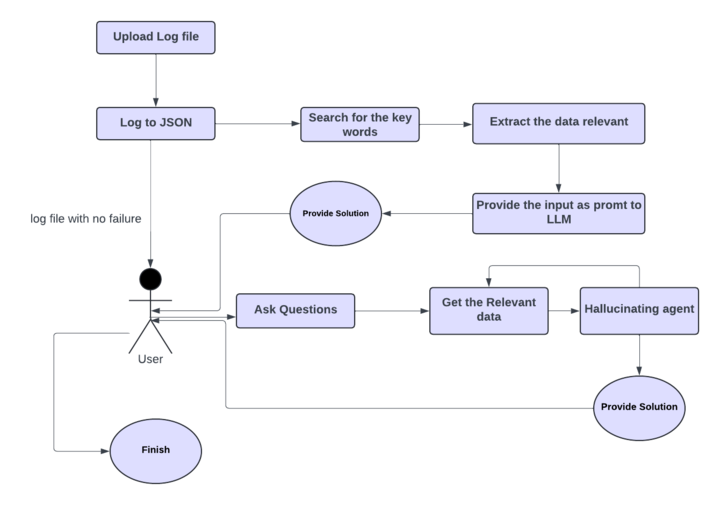 Upload Log file
Log to JSON
Search for the key
words
Extract the data relevant
log file with no failure
Provide Solution
Provide the input as promt to
LLM
Ask Questions
Get the Relevant
data
Hallucinating agent
User
Provide Solution
Finish